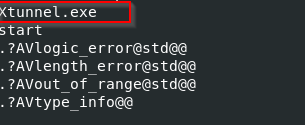 Xtunnel.exe
start
.?AVlogic_error@std@@
.?AVlength_error@std@@
.?AVout_of_range@std@@
.?AVtype_info@@